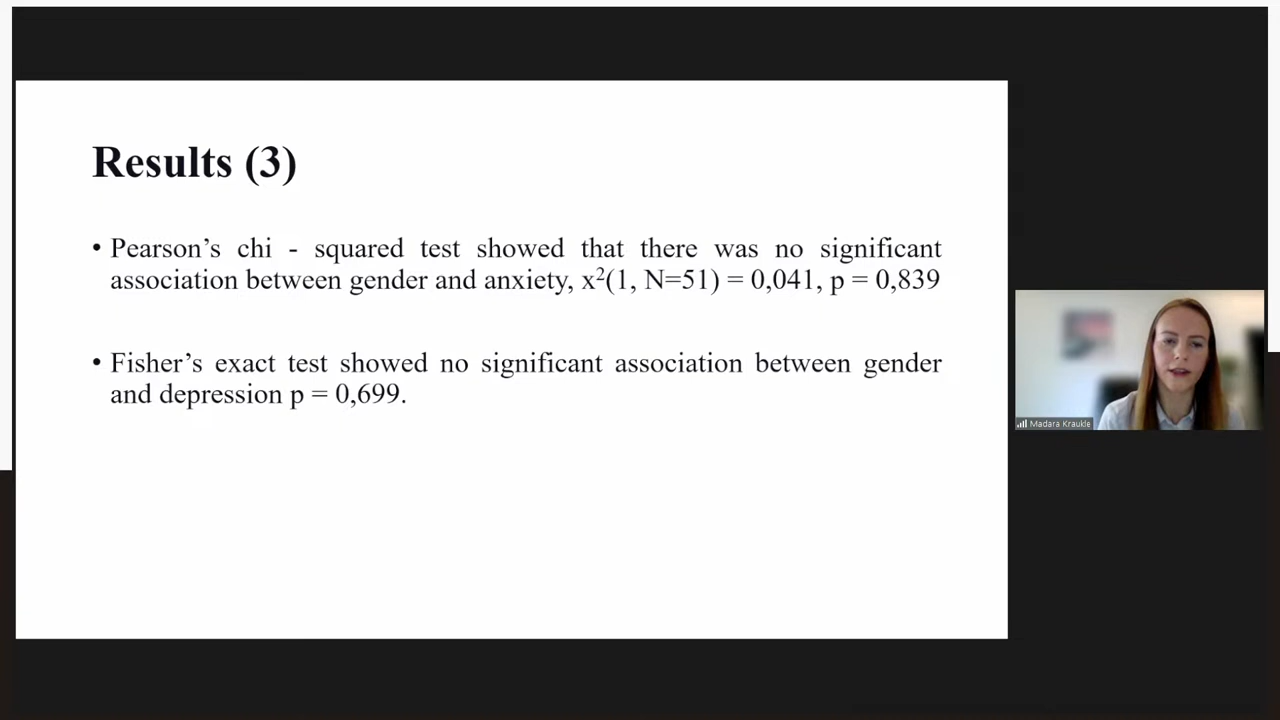 Results (3)
• Pearson’s chi - squared test showed that there was no significant
association between gender and anxiety, x²(1, N=51) = 0,041, p = 0,839
• Fisher’s exact test showed no significant association between gender
and depression p = 0,699.
Madara Kraukle